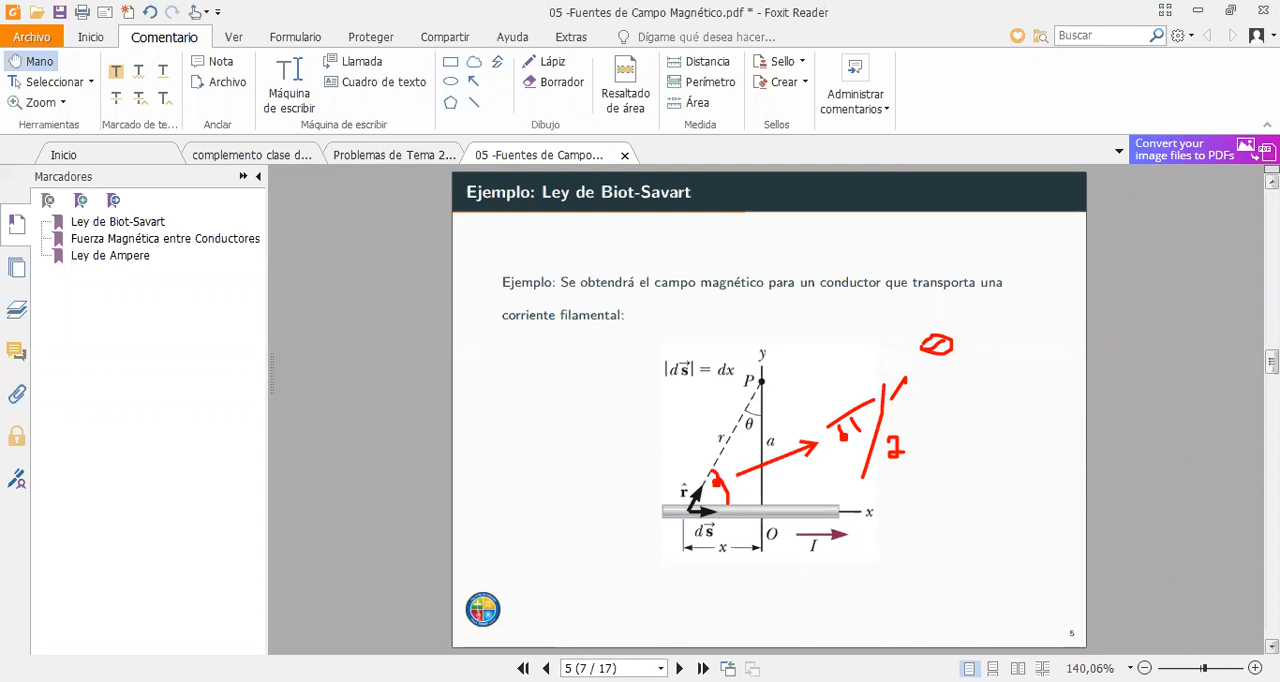 05 -Fuentes de Campo Magnético.pdf * - Foxit Reader
Archivo Inicio Comentario Ver Formulario Proteger Compartir Ayuda Extras Dígame qué desea hacer... Buscar
Mano
Seleccionar
Zoom
Herramientas
T T T
T T T
Marcado de te...
Nota
Archivo
Anclar
Máquina de escribir
Llamada
Cuadro de texto
Máquina de escribir
Lápiz
Borrador
Dibujo
Resaltado de área
Distancia
Perímetro
Área
Medida
Sello
Crear
Sellos
Administrar comentarios
Inicio complemento clase d... Problemas de Tema 2... 05 -Fuentes de Campo...
Convert your
image files to PDFs
Marcadores
Ley de Biot-Savart
Fuerza Magnética entre Conductores
Ley de Ampere
Ejemplo: Ley de Biot-Savart
Ejemplo: Se obtendrá el campo magnético para un conductor que transporta una
corriente filamental:
y
|ds⃗| = dx
P
θ
r
a
r̂
x
ds⃗
O
x
I
2
5
5 (7 / 17)
140,06%